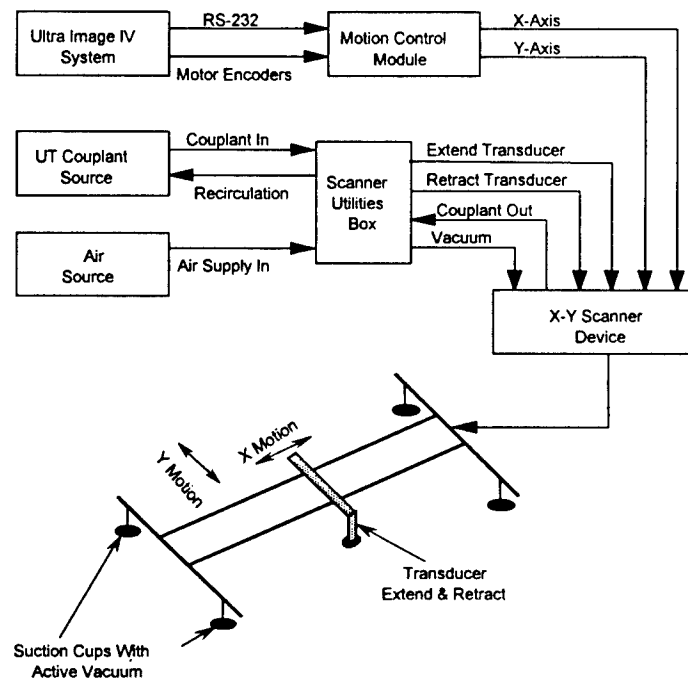 RS-232
Ultra Image IV
System
Motor Encoders
Motion Control
Module
X-Axis
Y-Axis
UT Couplant
Source
Couplant In
Recirculation
Scanner
Utilities
Box
Extend Transducer
Retract Transducer
Couplant Out
Vacuum
Air
Source
Air Supply In
X-Y Scanner
Device
X Motion
Y Motion
Transducer
Extend & Retract
Suction Cups With
Active Vacuum